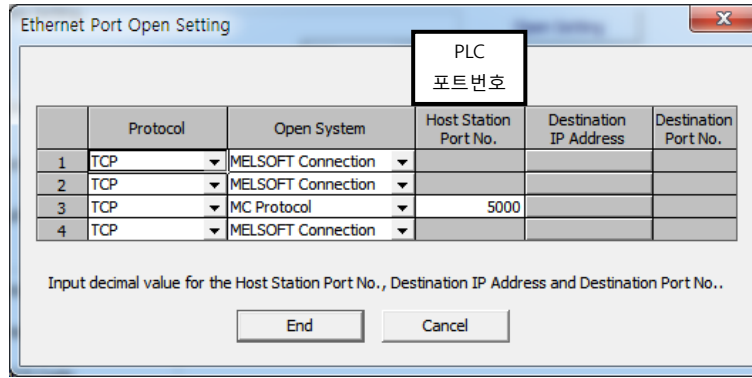 Ethernet Port Open Setting
PLC
포트번호
Protocol Open System Host Station Port No. Destination IP Address Destination Port No.
1 TCP MELSOFT Connection
2 TCP MELSOFT Connection
3 TCP MC Protocol 5000
4 TCP MELSOFT Connection
Input decimal value for the Host Station Port No., Destination IP Address and Destination Port No..
End Cancel